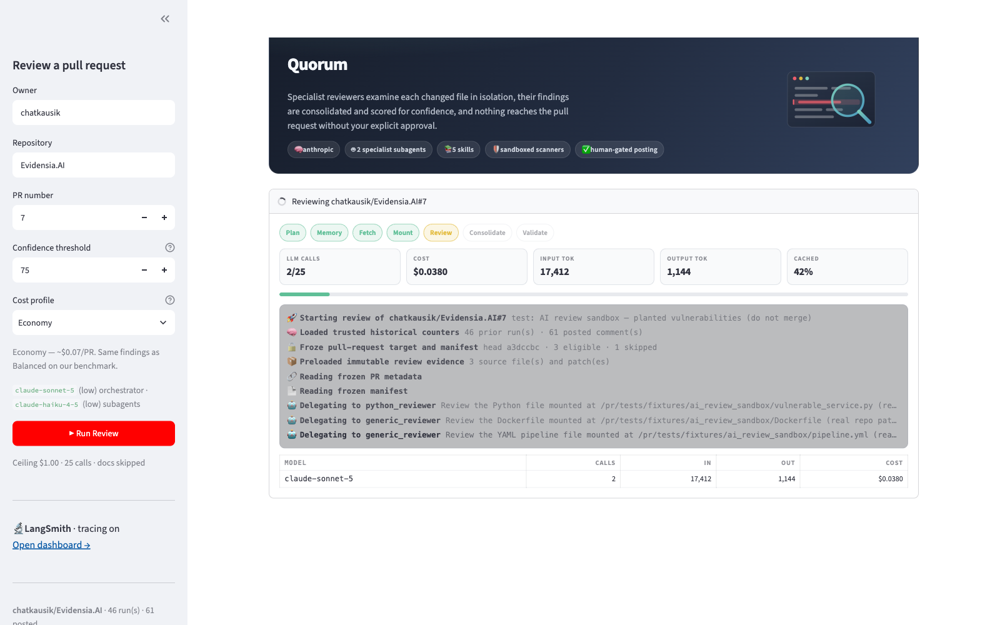 Review a pull request
Owner
chatkausik
Repository
Evidensia.AI
PR number
7
Confidence threshold
75
Cost profile
Economy
Economy — ~$0.07/PR. Same findings as
Balanced on our benchmark.
claude-sonnet-5 (low) orchestrator ·
claude-haiku-4-5 (low) subagents
▶ Run Review
Ceiling $1.00 · 25 calls · docs skipped
🔬LangSmith · tracing on
Open dashboard →
chatkausik/Evidensia.AI · 46 run(s) · 61
posted
Quorum
Specialist reviewers examine each changed file in isolation, their findings
are consolidated and scored for confidence, and nothing reaches the pull
request without your explicit approval.
🧠anthropic 👁2 specialist subagents 📚5 skills 🛡sandboxed scanners ✅human-gated posting
Reviewing chatkausik/Evidensia.AI#7
Plan Memory Fetch Mount Review Consolidate Validate
LLM CALLS COST INPUT TOK OUTPUT TOK CACHED
2/25 $0.0380 17,412 1,144 42%
🚀 Starting review of chatkausik/Evidensia.AI#7 test: AI review sandbox — planted vulnerabilities (do not merge)
🧠 Loaded trusted historical counters 46 prior run(s) · 61 posted comment(s)
🔒 Froze pull-request target and manifest head a3dccbc · 3 eligible · 1 skipped
📦 Preloaded immutable review evidence 3 source file(s) and patch(es)
🔗 Reading frozen PR metadata
📄 Reading frozen manifest
🤖 Delegating to python_reviewer Review the Python file mounted at /pr/tests/fixtures/ai_review_sandbox/vulnerable_service.py (re…
🤖 Delegating to generic_reviewer Review the Dockerfile mounted at /pr/tests/fixtures/ai_review_sandbox/Dockerfile (real repo pat…
🤖 Delegating to generic_reviewer Review the YAML pipeline file mounted at /pr/tests/fixtures/ai_review_sandbox/pipeline.yml (rea…
MODEL CALLS IN OUT COST
claude-sonnet-5 2 17,412 1,144 $0.0380